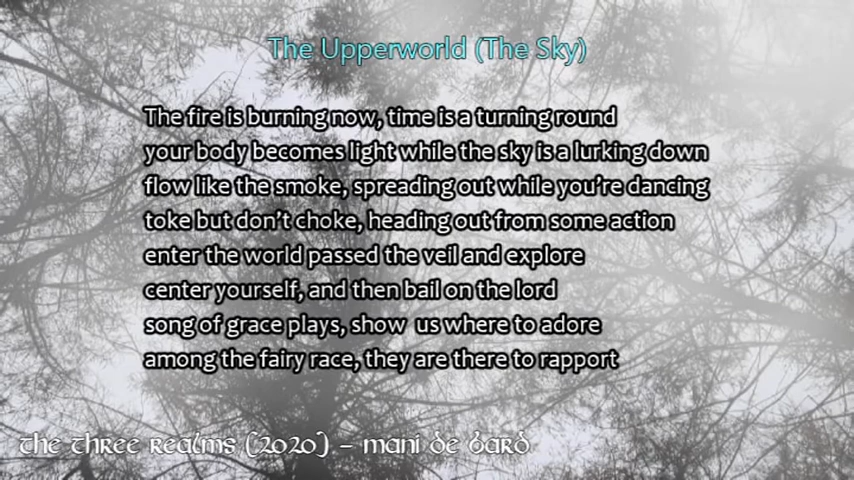 The Upperworld (The Sky)
The fire is burning now, time is a turning round
your body becomes light while the sky is a lurking down
flow like the smoke, spreading out while you're dancing
toke but don't choke, heading out from some action
enter the world passed the veil and explore
center yourself, and then bail on the lord
song of grace plays, show us where to adore
among the fairy race, they are there to rapport
the three realms (2020) - mani de bard